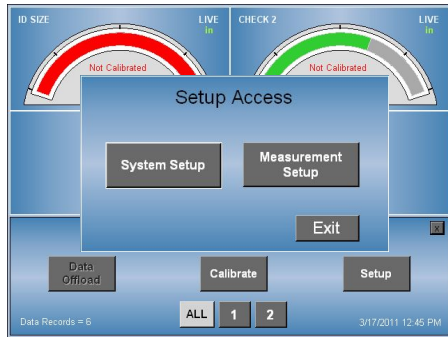 ID SIZE
LIVE
in
CHECK 2
LIVE
in
Not Calibrated
Not Calibrated
Setup Access
System Setup
Measurement
Setup
Exit
x
Data
Offload
Calibrate
Setup
ALL
1
2
Data Records = 6
3/17/2011 12:45 PM